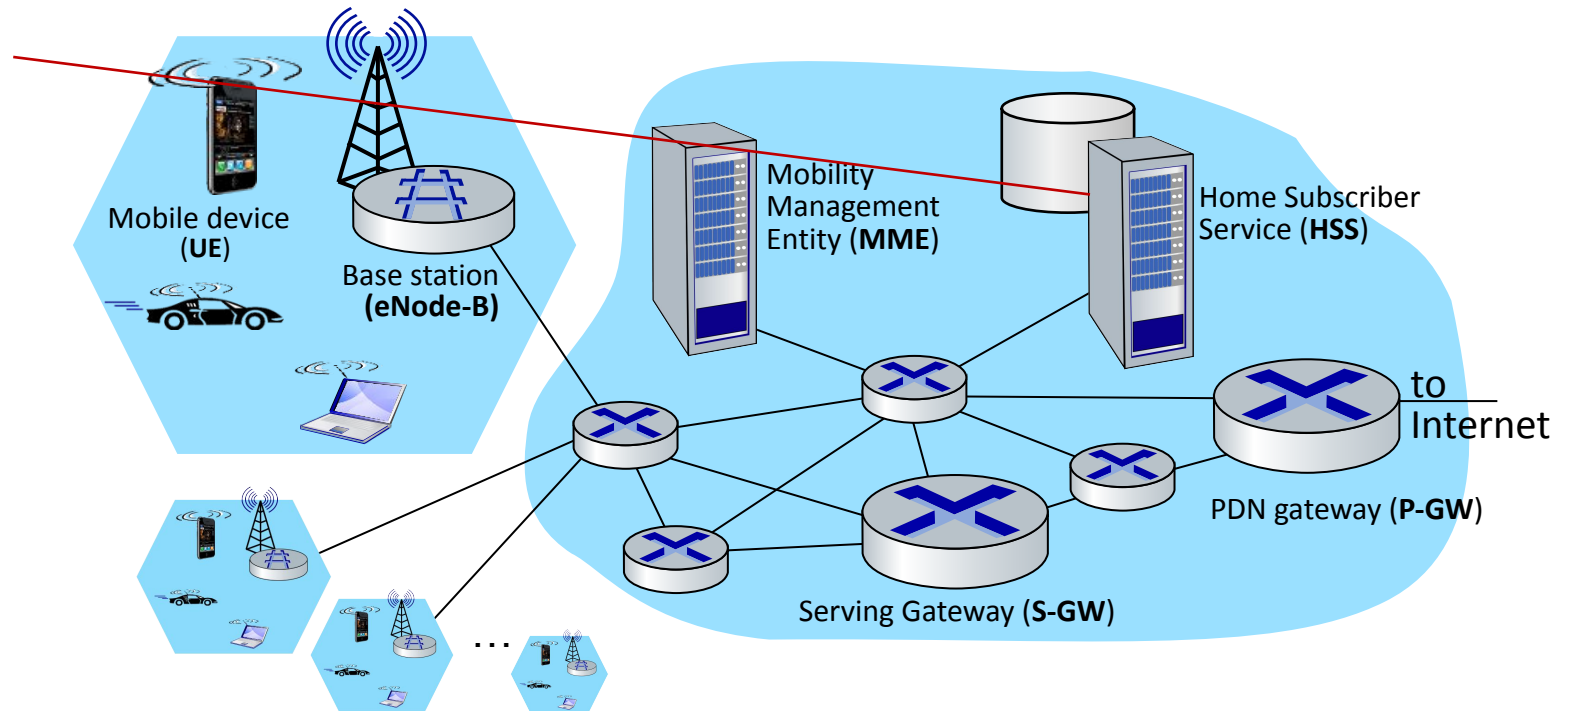 Mobile device
(UE)
Base station
(eNode-B)
Mobility
Management
Entity (MME)
Home Subscriber
Service (HSS)
to
Internet
PDN gateway (P-GW)
Serving Gateway (S-GW)
...